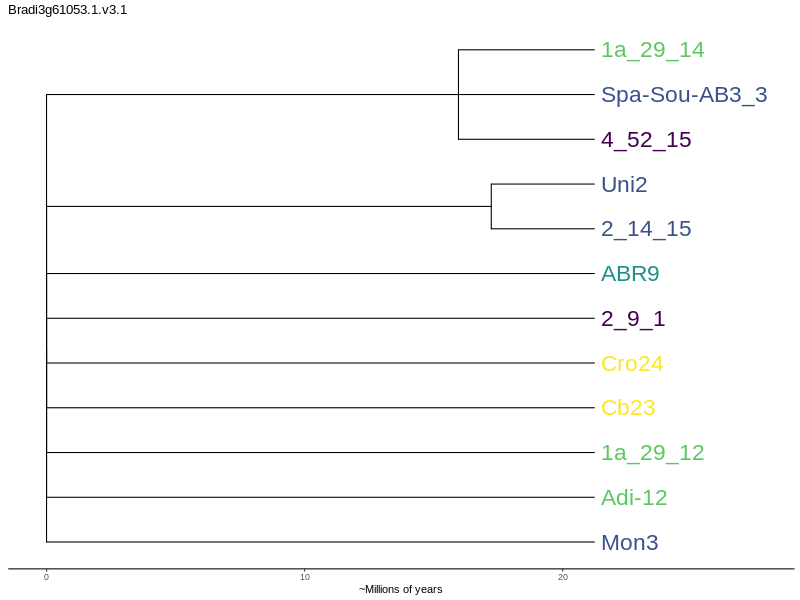 Bradi3g61053.1.v3.1
1a_29_14
Spa-Sou-AB3_3
4_52_15
Uni2
2_14_15
ABR9
2_9_1
Cro24
Cb23
1a_29_12
Adi-12
Mon3
0 10 20
~Millions of years